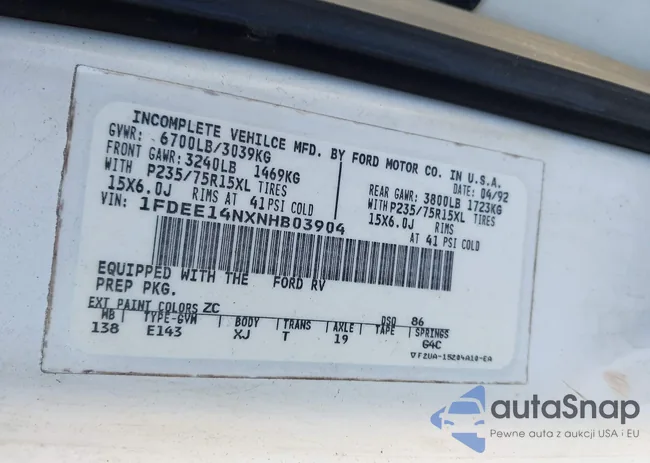 INCOMPLETE VEHILCE MFD. BY FORD MOTOR CO. IN U.S.A.
GVWR: 6700LB/3039KG DATE: 04/92
FRONT GAWR: 3240LB 1469KG REAR GAWR: 3800LB 1723KG
WITH P235/75R15XL TIRES WITH P235/75R15XL TIRES
15X6.0J RIMS AT 41 PSI COLD 15X6.0J RIMS
AT 41 PSI COLD
VIN: 1FDEE14NXNHB03904
EQUIPPED WITH THE FORD RV
PREP PKG.
EXT PAINT COLORS ZC DSO 86
MB TYPE-GVM BODY TRANS AXLE TAPE SPRINGS
138 E143 XJ T 19 G4C
F2UA-15204A10-EA
autaSnap
Pewne auta z aukcji USA i EU